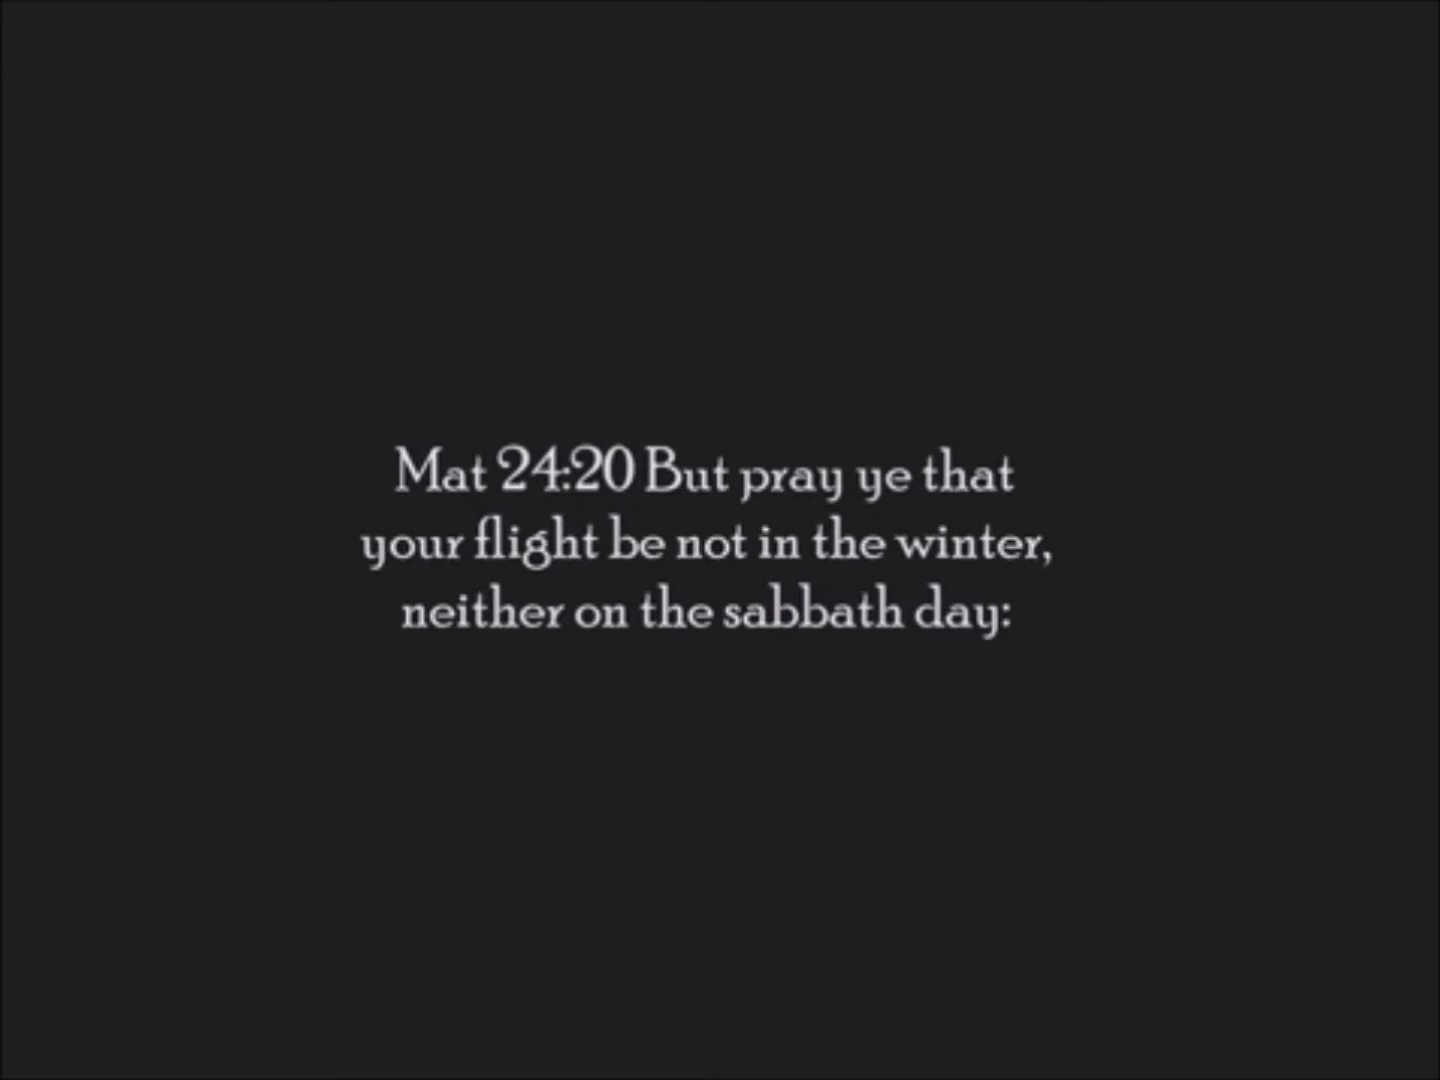 Mat 24:20 But pray ye that
your flight be not in the winter,
neither on the sabbath day: